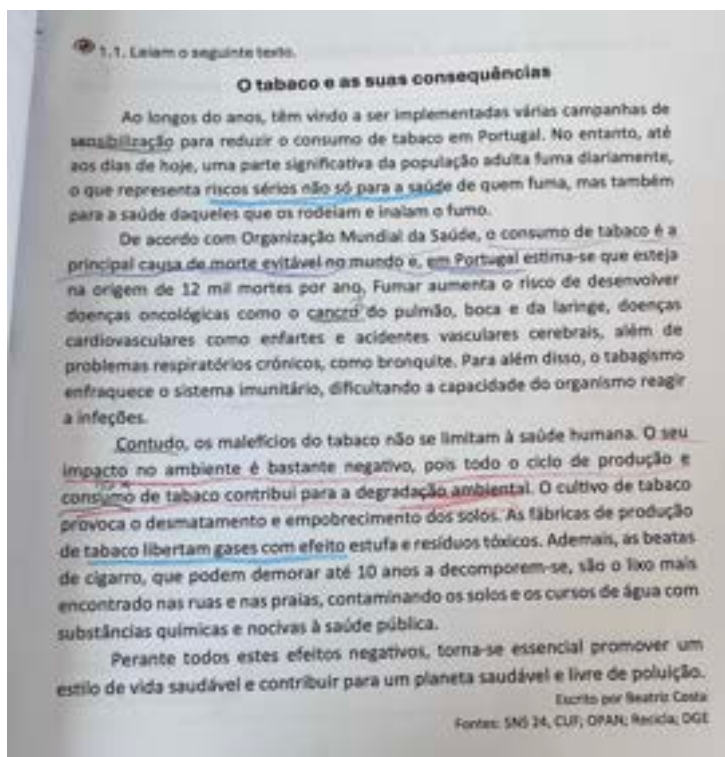 1.1. Leiam o seguinte texto.
O tabaco e as suas consequências
Ao longos do anos, têm vindo a ser implementadas várias campanhas de
sensibilização para reduzir o consumo de tabaco em Portugal. No entanto, até
aos dias de hoje, uma parte significativa da população adulta fuma diariamente,
o que representa riscos sérios não só para a saúde de quem fuma, mas também
para a saúde daqueles que os rodeiam e inalam o fumo.
De acordo com Organização Mundial da Saúde, o consumo de tabaco é a
principal causa de morte evitável no mundo e, em Portugal estima-se que esteja
na origem de 12 mil mortes por ano. Fumar aumenta o risco de desenvolver
doenças oncológicas como o cancro do pulmão, boca e da laringe, doenças
cardiovasculares como enfartes e acidentes vasculares cerebrais, além de
problemas respiratórios crónicos, como bronquite. Para além disso, o tabagismo
enfraquece o sistema imunitário, dificultando a capacidade do organismo reagir
a infeções.
Contudo, os malefícios do tabaco não se limitam à saúde humana. O seu
impacto no ambiente é bastante negativo, pois todo o ciclo de produção e
consumo de tabaco contribui para a degradação ambiental. O cultivo de tabaco
provoca o desmatamento e empobrecimento dos solos. As fábricas de produção
de tabaco libertam gases com efeito estufa e resíduos tóxicos. Ademais, as beatas
de cigarro, que podem demorar até 10 anos a decomporem-se, são o lixo mais
encontrado nas ruas e nas praias, contaminando os solos e os cursos de água com
substâncias químicas e nocivas à saúde pública.
Perante todos estes efeitos negativos, torna-se essencial promover um
estilo de vida saudável e contribuir para um planeta saudável e livre de poluição.
Escrito por Beatriz Costa
Fontes: SNS 24, CUF; OPAN; Recicla; DGE